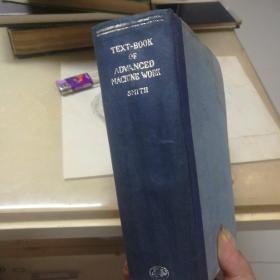 TEXT-BOOK
OF
ADVANCED
MACHINE WORK
SMITH